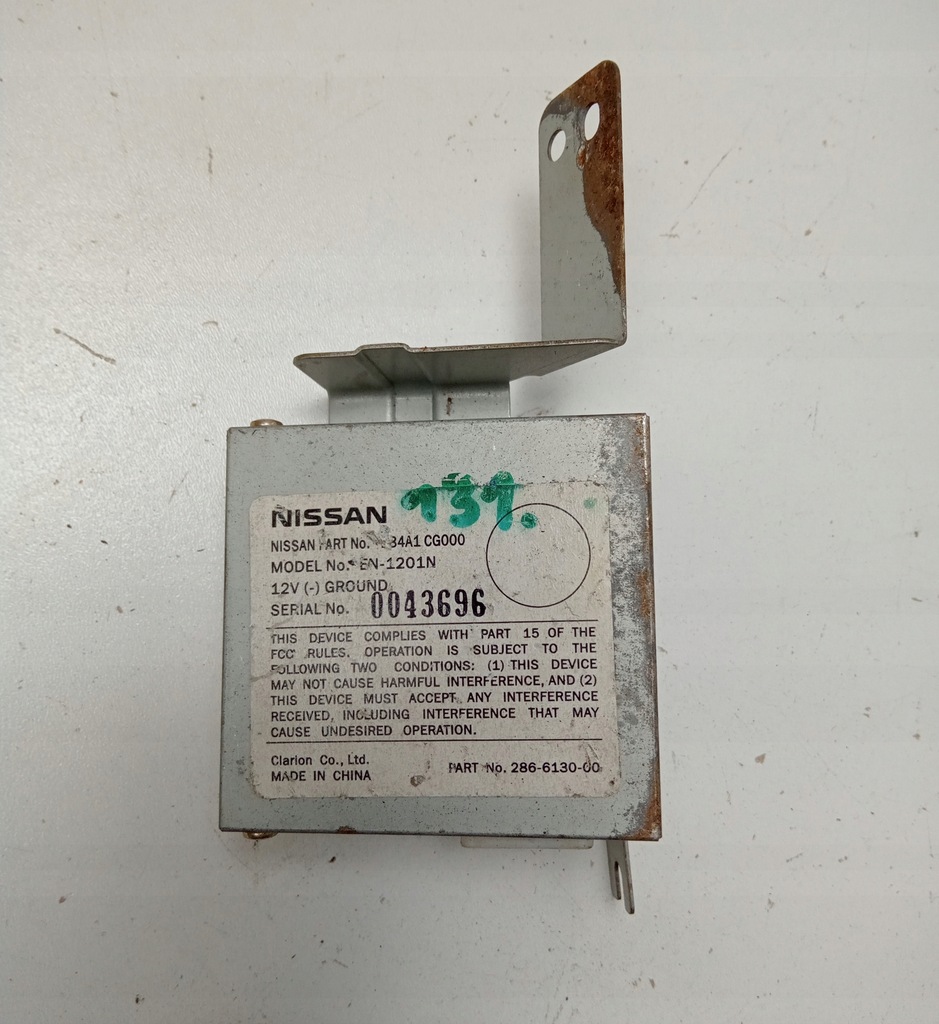 939.
NISSAN
NISSAN PART No. 34A1 CG000
MODEL No. EN-1201N
12V (-) GROUND
SERIAL No. 0043696
THIS DEVICE COMPLIES WITH PART 15 OF THE
FCC RULES. OPERATION IS SUBJECT TO THE
FOLLOWING TWO CONDITIONS: (1) THIS DEVICE
MAY NOT CAUSE HARMFUL INTERFERENCE, AND (2)
THIS DEVICE MUST ACCEPT ANY INTERFERENCE
RECEIVED, INCLUDING INTERFERENCE THAT MAY
CAUSE UNDESIRED OPERATION.
Clarion Co., Ltd.
MADE IN CHINA
PART No. 286-6130-00